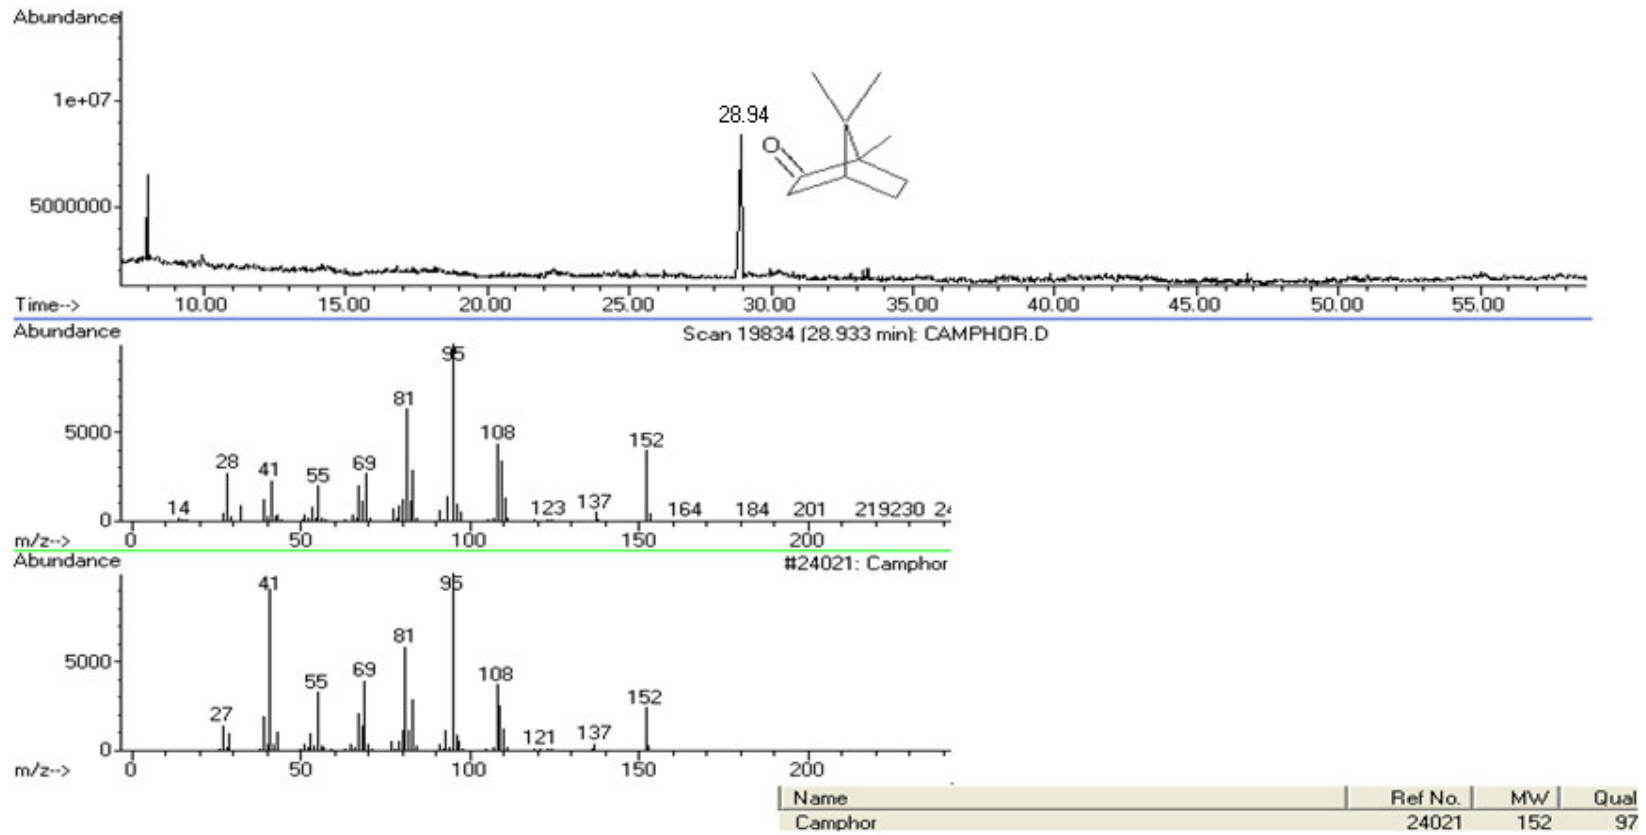 Abundance
1e+07
28.94
O
5000000
Time--> 10.00 15.00 20.00 25.00 30.00 35.00 40.00 45.00 50.00 55.00
Abundance Scan 19834 (28.933 min): CAMPHOR.D
95
81
5000 108 152
28 41 55 69
14 123 137 164 184 201 219 230 24
0
m/z--> 0 50 100 150 200
Abundance #24021: Camphor
41 95
81
5000 55 69 108 152
27 121 137
0
m/z--> 0 50 100 150 200
Name Ref No. MW Qual
Camphor 24021 152 97